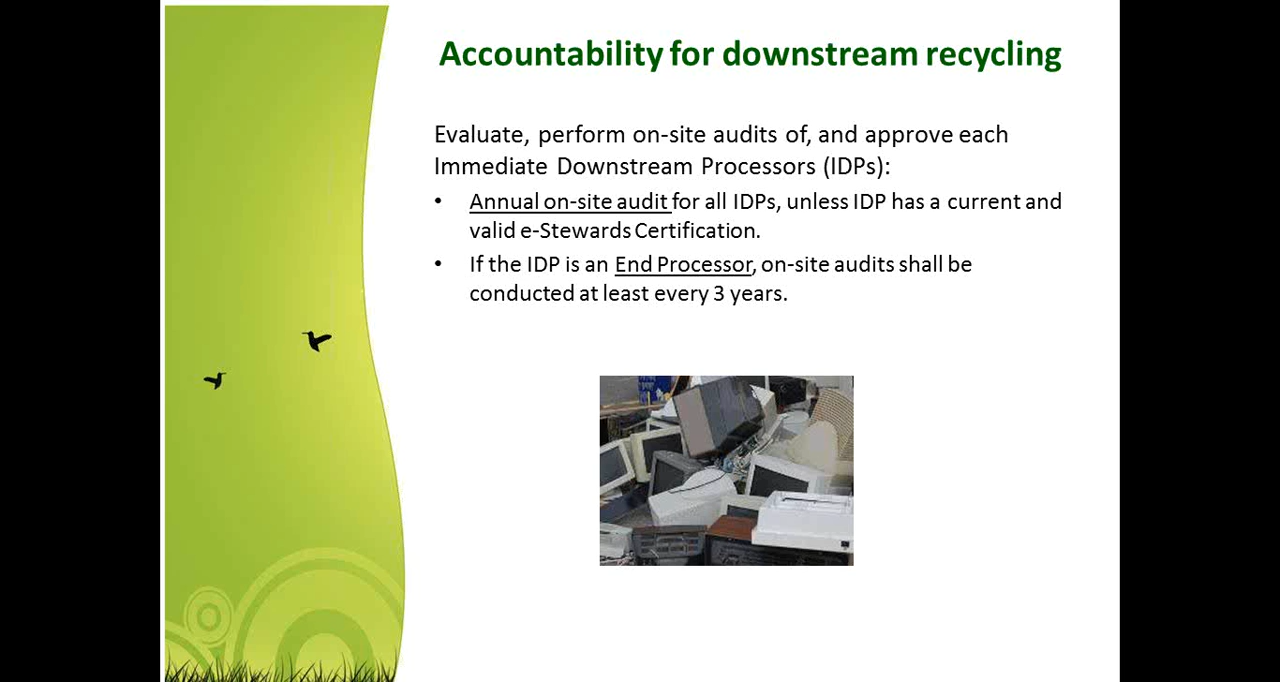 Accountability for downstream recycling
Evaluate, perform on-site audits of, and approve each
Immediate Downstream Processors (IDPs):
• Annual on-site audit for all IDPs, unless IDP has a current and
valid e-Stewards Certification.
• If the IDP is an End Processor, on-site audits shall be
conducted at least every 3 years.